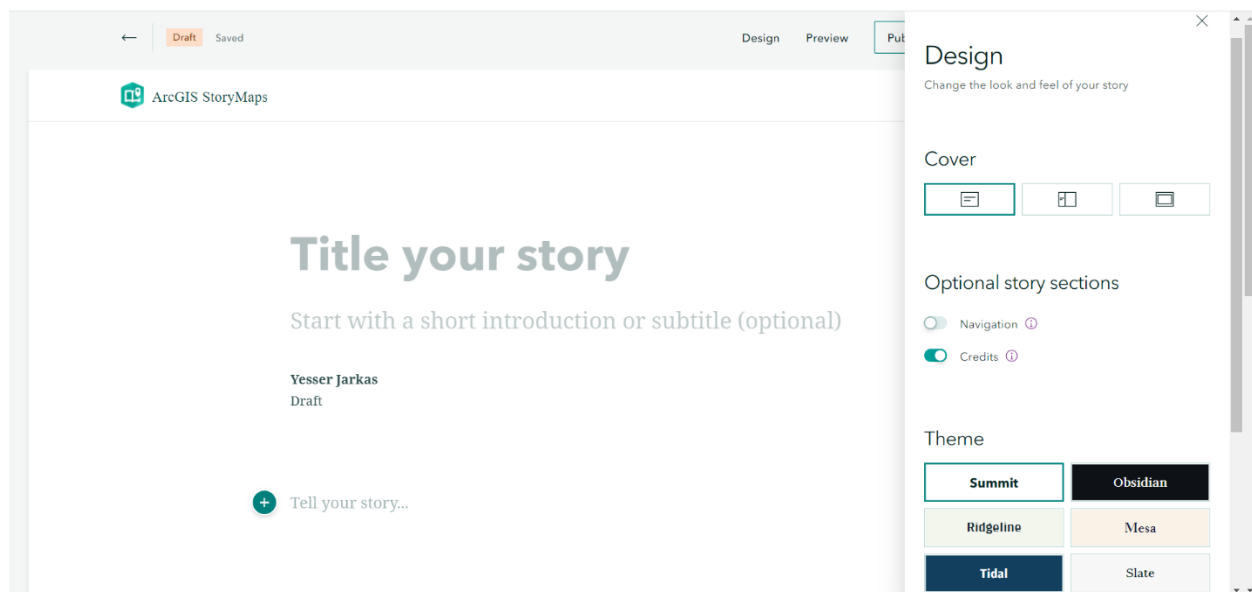 Draft Saved Design Preview
ArcGIS StoryMaps
Title your story
Start with a short introduction or subtitle (optional)
Yesser Jarkas
Draft
Tell your story...
Design
Change the look and feel of your story
Cover
Optional story sections
Navigation
Credits
Theme
Summit Obsidian
Ridgeline Mesa
Tidal Slate